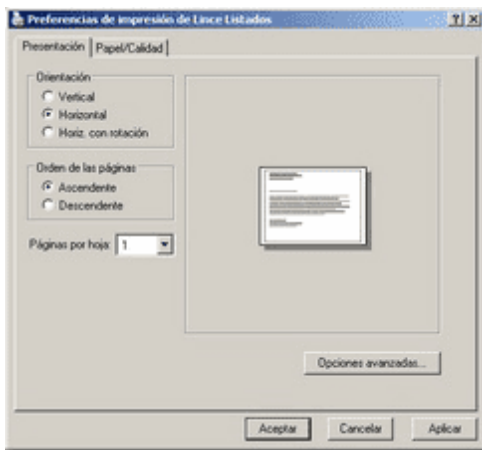 Preferencias de impresión de Lince Listados
Presentación
Papel/Calidad
Orientación
Vertical
Horizontal
Horiz. con rotación
Orden de las páginas
Ascendente
Descendente
Páginas por hoja: 1
Opciones avanzadas...
Aceptar
Cancelar
Aplicar